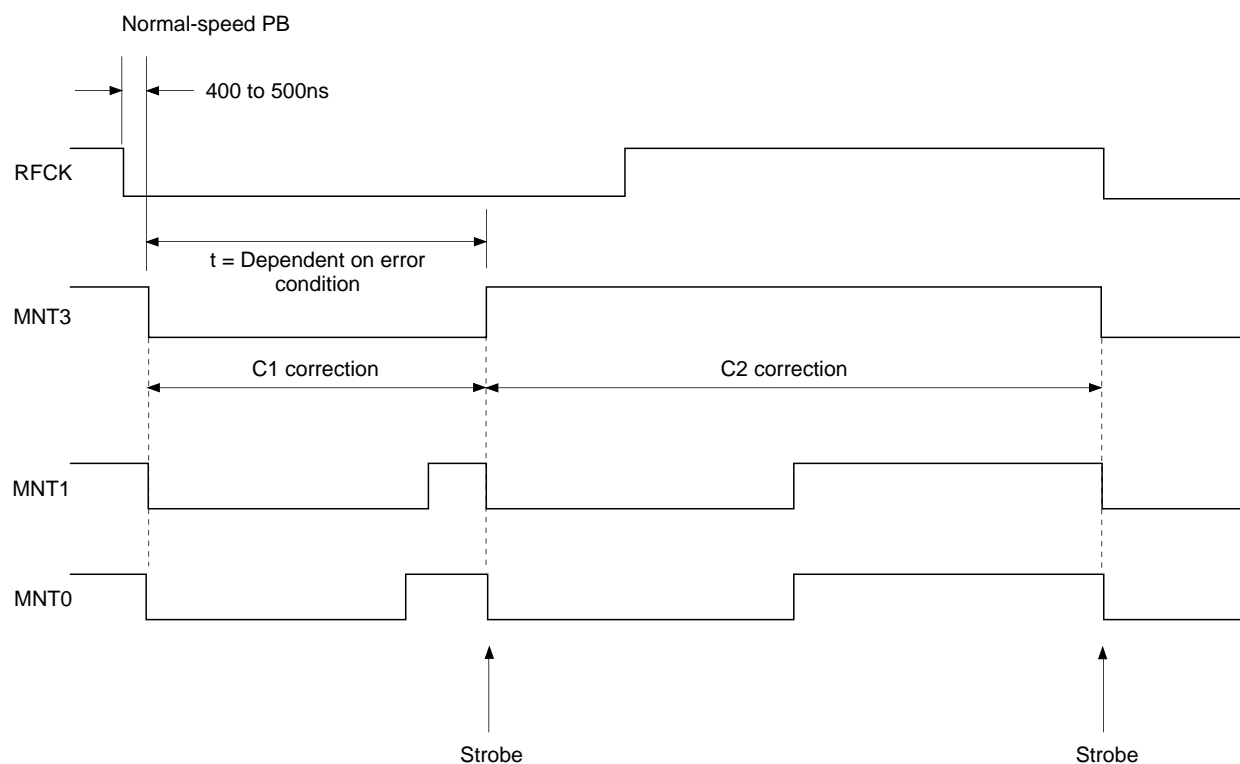 Normal-speed PB
400 to 500ns
RFCK
t = Dependent on error
condition
MNT3
C1 correction
C2 correction
MNT1
MNT0
Strobe
Strobe